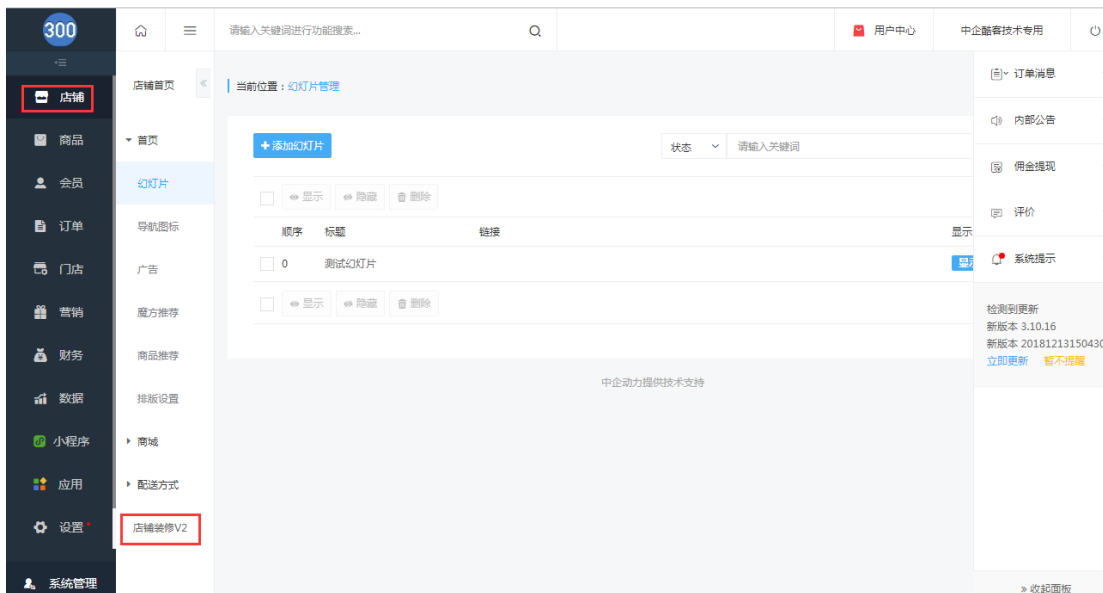 300
请输入关键词进行功能搜索...
用户中心
中企酷客技术专用
店铺
商品
会员
订单
门店
营销
财务
数据
小程序
应用
设置
系统管理
店铺首页
首页
幻灯片
导航图标
广告
魔方推荐
商品推荐
排版设置
商城
配送方式
店铺装修V2
当前位置：幻灯片管理
添加幻灯片
状态 请输入关键词
显示 隐藏 删除
顺序 标题 链接 显示
0 测试幻灯片 显示
显示 隐藏 删除
中企动力提供技术支持
订单消息
内部公告
佣金提现
评价
系统提示
检测到更新
新版本 3.10.16
新版本 20181213150430
立即更新 暂不提醒
» 收起面板